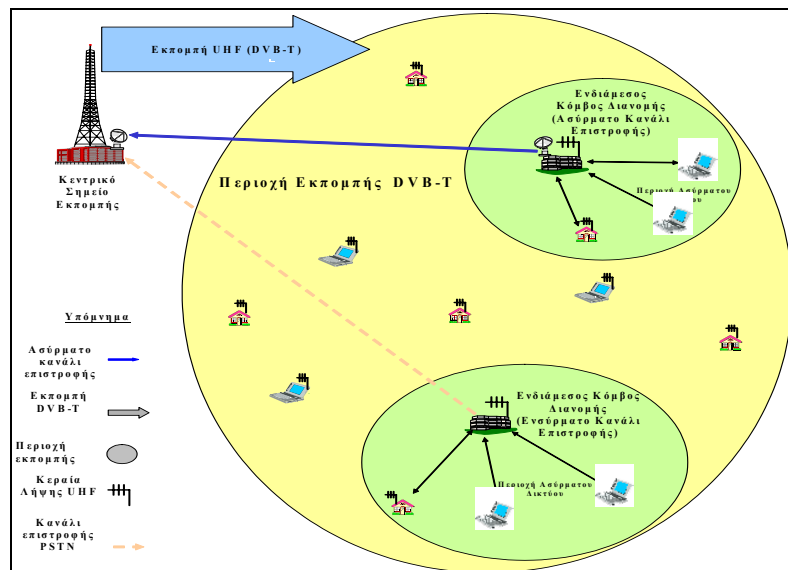 Εκπομπή UHF (DVB-T)
Ενδιάμεσος
Κόμβος Διανομής
(Ασύρματο Κανάλι
Επιστροφής)
Κεντρικό
Σημείο
Εκπομπής
Περιοχή Εκπομπής DVB-T
Περιοχή Ασύρματου
Υπόμνημα
Ασύρματο
κανάλι
επιστροφής
Εκπομπή
DVB-T
Περιοχή
εκπομπής
Κεραία
Λήψης UHF
Κανάλι
επιστροφής
PSTN
Ενδιάμεσος Κόμβος
Διανομής
(Ενσύρματο Κανάλι
Επιστροφής)
Περιοχή Ασύρματου
Δικτύου